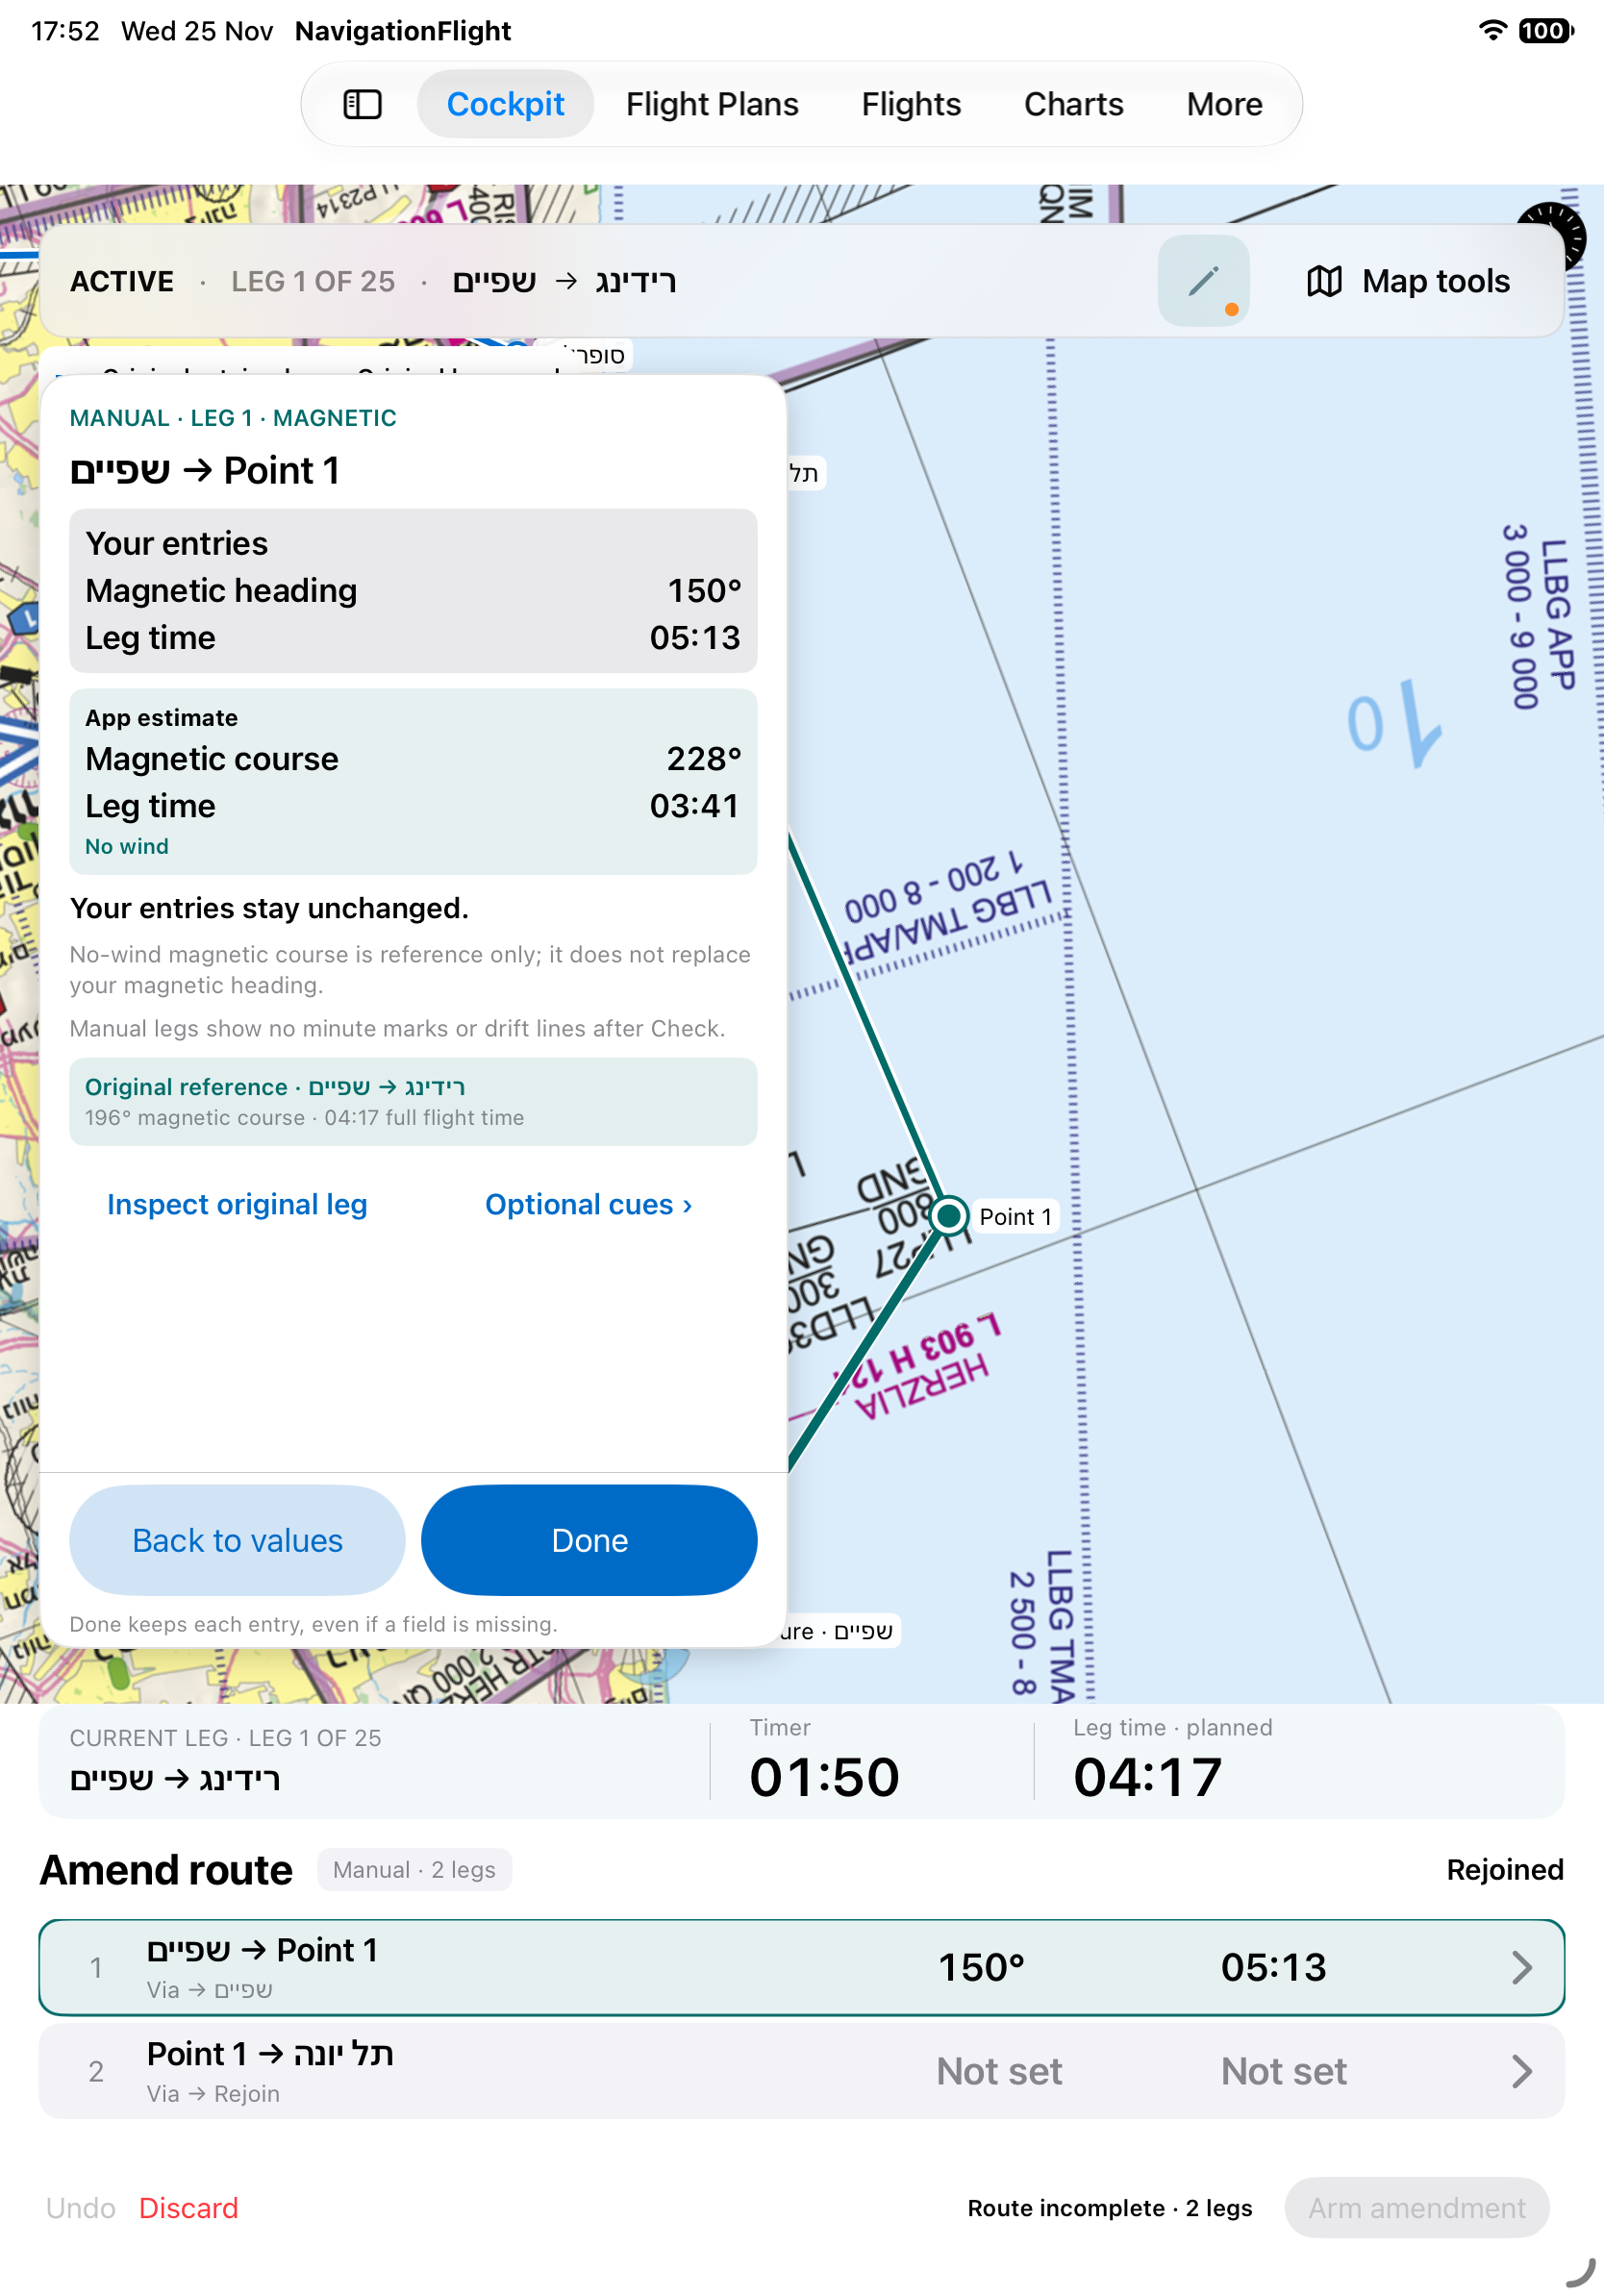 17:52 Wed 25 Nov NavigationFlight 100
Cockpit Flight Plans Flights Charts More
P2314
ACTIVE · LEG 1 OF 25 · שפיים → רידינג Map tools
MANUAL · LEG 1 · MAGNETIC
שפיים → Point 1
Your entries
Magnetic heading 150°
Leg time 05:13
App estimate
Magnetic course 228°
Leg time 03:41
No wind
Your entries stay unchanged.
No-wind magnetic course is reference only; it does not replace
your magnetic heading.
Manual legs show no minute marks or drift lines after Check.
Original reference · שפיים → רידינג
196° magnetic course · 04:17 full flight time
Inspect original leg Optional cues ›
Back to values Done
Done keeps each entry, even if a field is missing.
תל
LLBG APP
3 000 - 9 000
10
LLBG TMA/APP
1 200 - 8 000
GND
Point 1
HERZLIA
L 903 H
LLBG TMA
2 500 - 8
שפיים
CURRENT LEG · LEG 1 OF 25
שפיים → רידינג
Timer
01:50
Leg time · planned
04:17
Amend route Manual · 2 legs Rejoined
1 שפיים → Point 1 150° 05:13
Via → שפיים
2 Point 1 → תל יונה Not set Not set
Via → Rejoin
Undo Discard Route incomplete · 2 legs Arm amendment